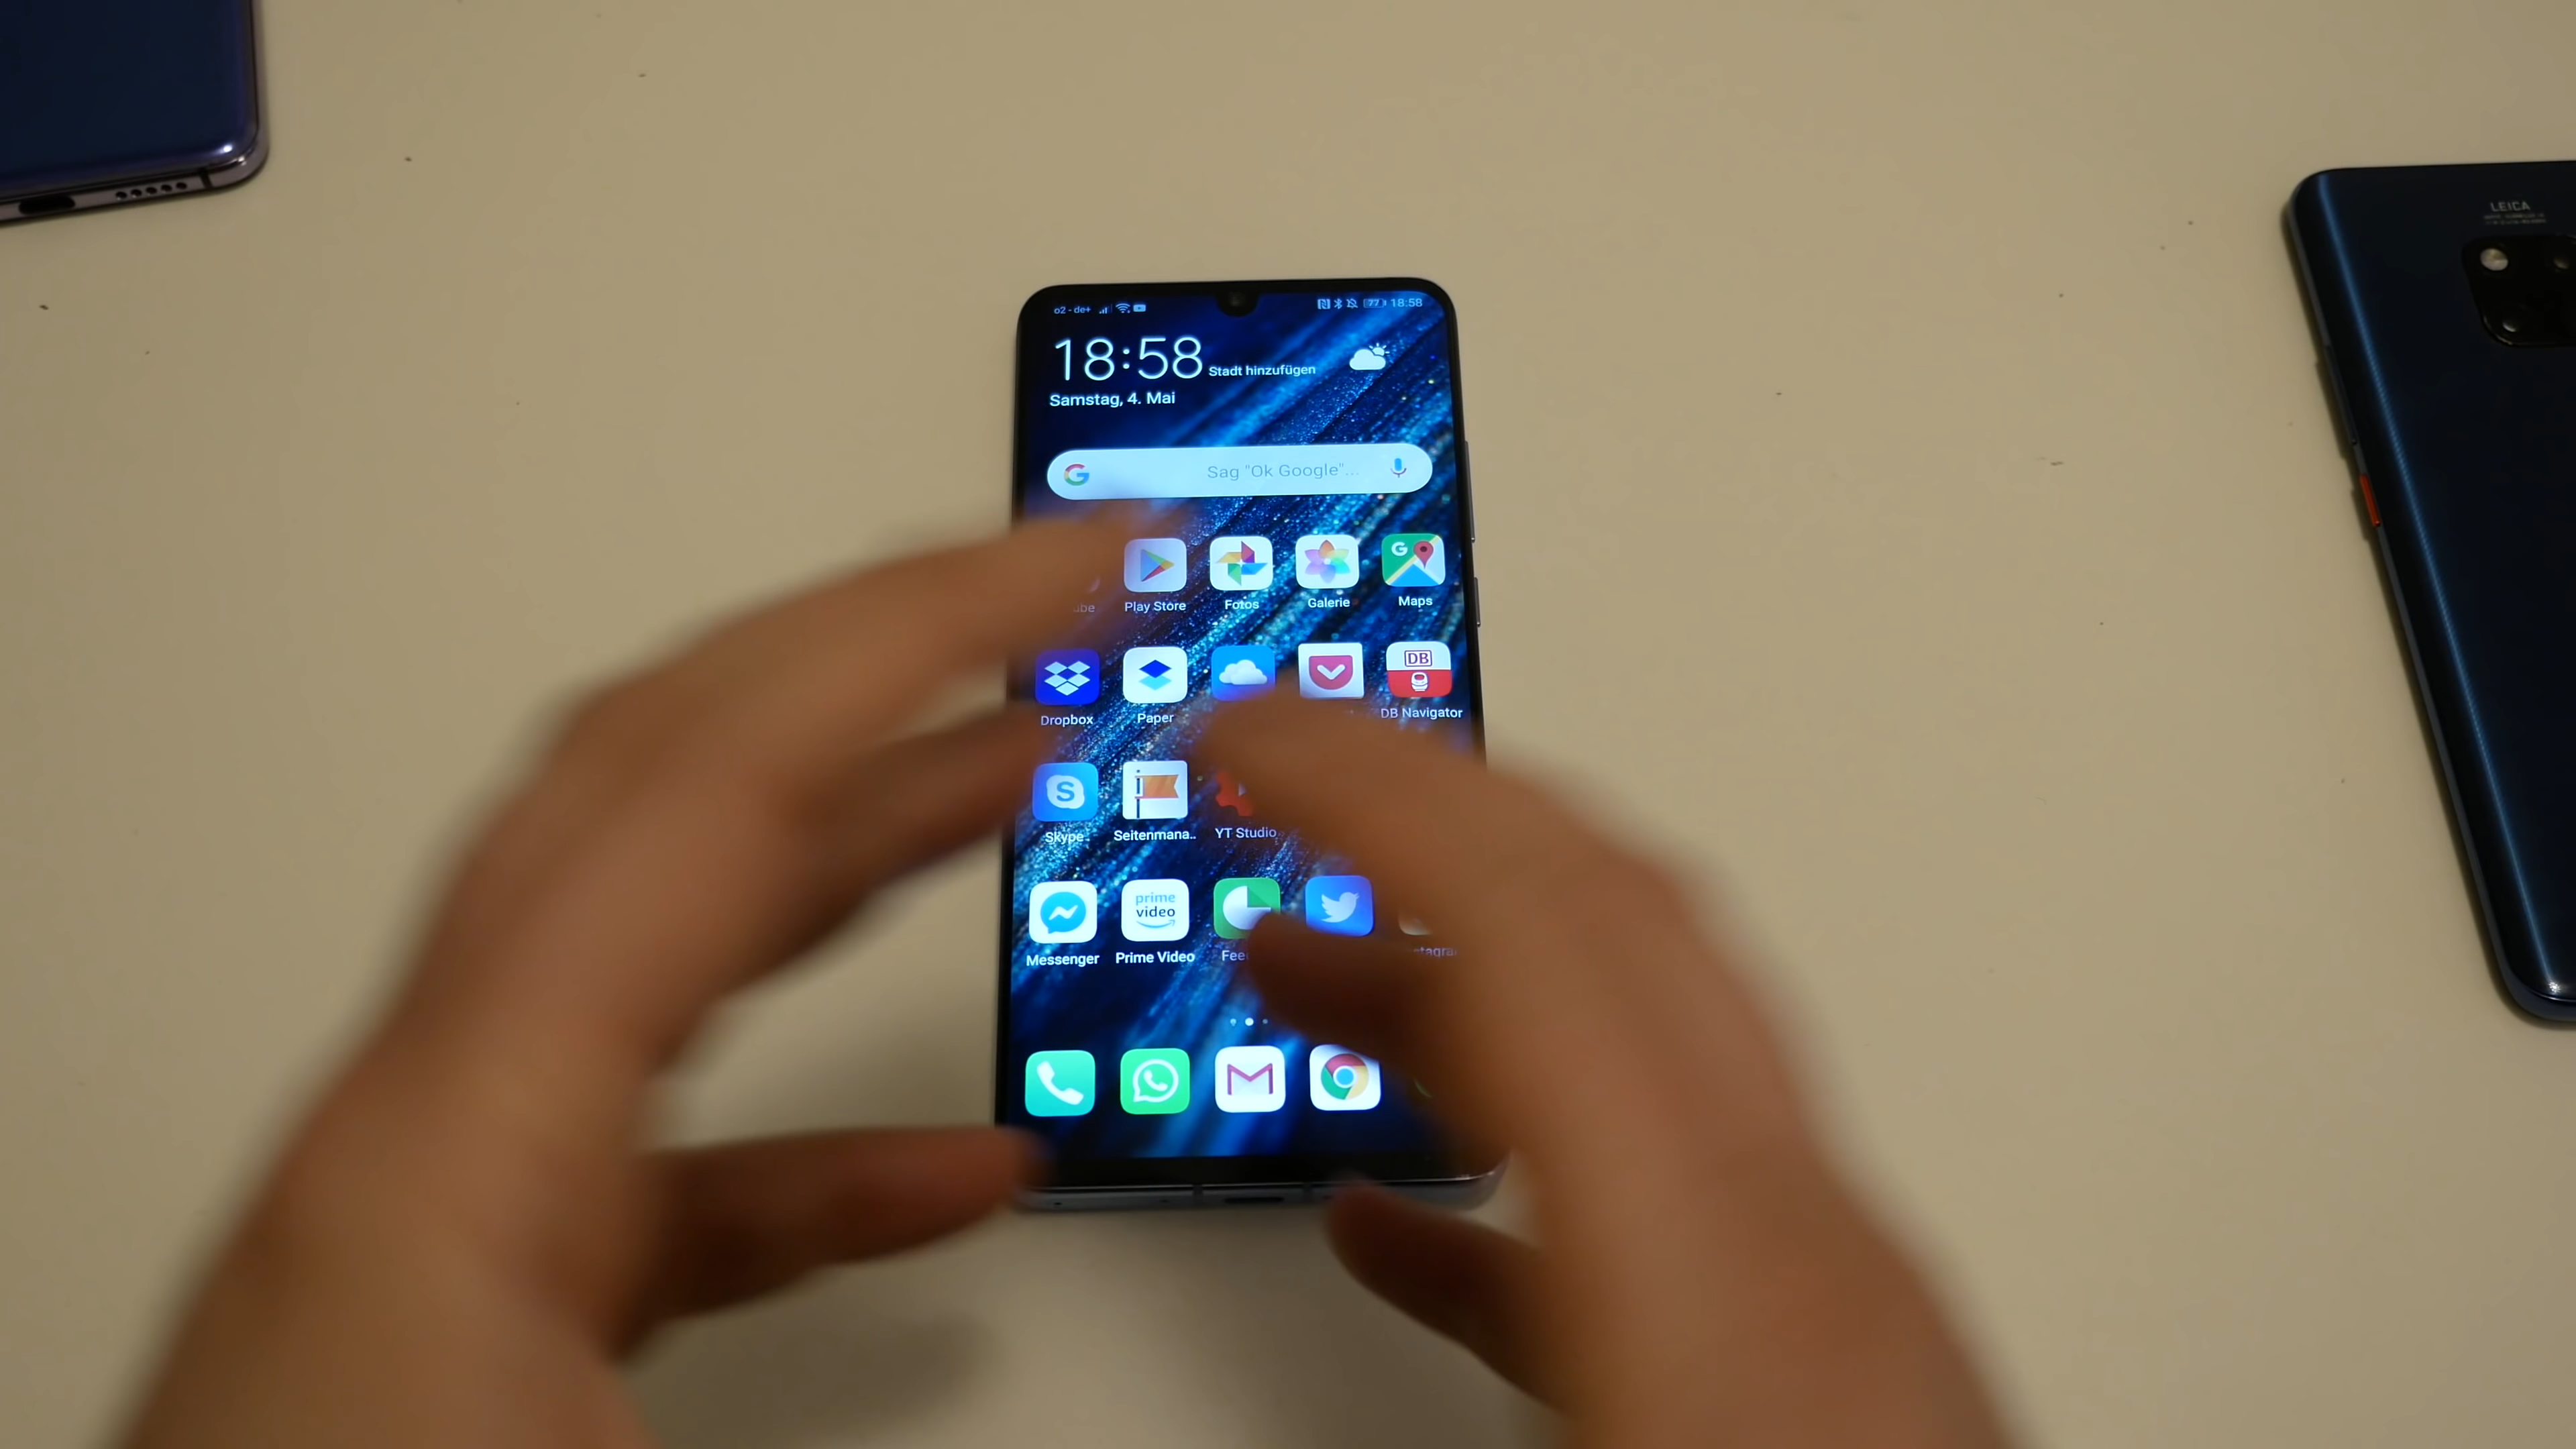 o2 - de+
77
18:58
18:58
Stadt hinzufügen
Samstag, 4. Mai
Sag "Ok Google"...
LEICA
G
Play Store
Fotos
Galerie
Maps
DB
Dropbox
Paper
DB Navigator
S
Skype
Seitenmana..
YT Studio
prime
video
Messenger
Prime Video